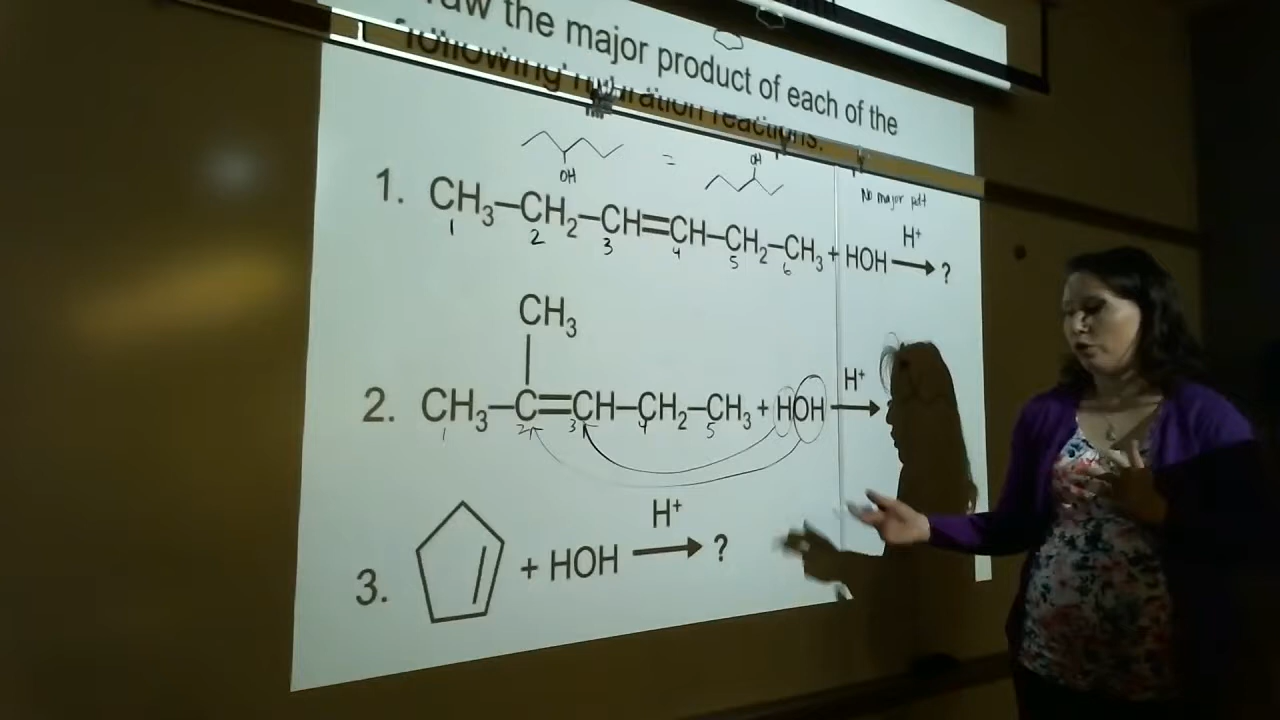 the major product of each of the
following hydration reactions.
OH = OH
No major pdt
1. CH₃–CH₂–CH=CH–CH₂–CH₃ + HOH H⁺ → ?
1 2 3 4 5 6
CH₃
2. CH₃–C=CH–CH₂–CH₃ + HOH H⁺ →
1 2 3 4 5
3. + HOH H⁺ → ?